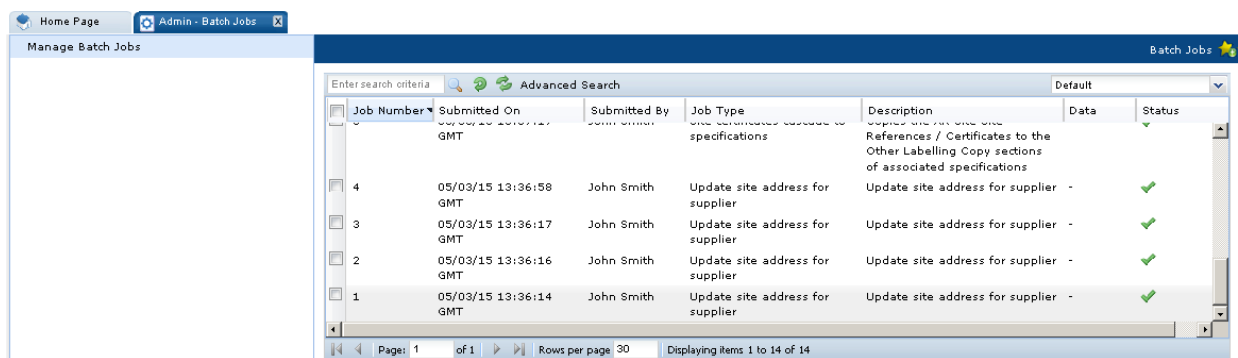 Home Page
Admin - Batch Jobs
Manage Batch Jobs
Batch Jobs
Enter search criteria
Advanced Search
Default
Job Number Submitted On Submitted By Job Type Description Data Status
GMT specifications References / Certificates to the
Other Labelling Copy sections
of associated specifications
4 05/03/15 13:36:58 John Smith Update site address for Update site address for supplier -
GMT supplier
3 05/03/15 13:36:17 John Smith Update site address for Update site address for supplier -
GMT supplier
2 05/03/15 13:36:16 John Smith Update site address for Update site address for supplier -
GMT supplier
1 05/03/15 13:36:14 John Smith Update site address for Update site address for supplier -
GMT supplier
Page: 1 of 1 Rows per page 30 Displaying items 1 to 14 of 14